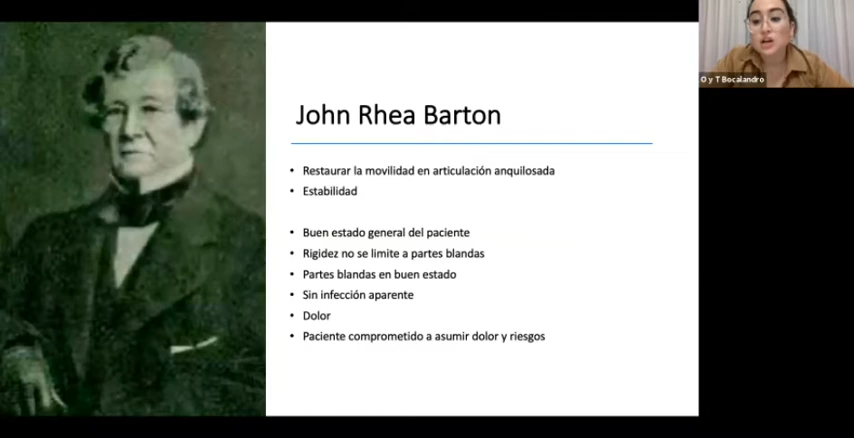 O y T Bocalandro
John Rhea Barton
• Restaurar la movilidad en articulación anquilosada
• Estabilidad
• Buen estado general del paciente
• Rigidez no se limite a partes blandas
• Partes blandas en buen estado
• Sin infección aparente
• Dolor
• Paciente comprometido a asumir dolor y riesgos